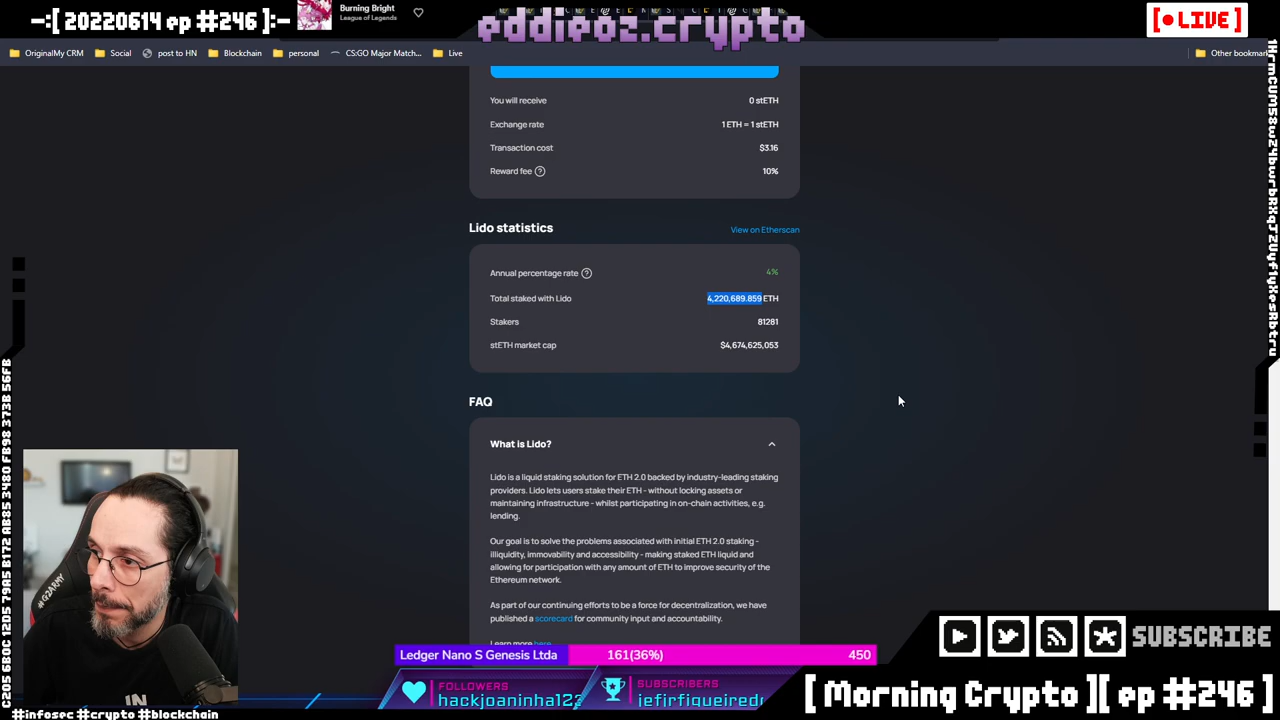 -:[ 20220614 ep #246 ]:-
Burning Bright
League of Legends
eddieoz.crypto
[ ● LIVE ]
OriginalMy CRM
Social
post to HN
Blockchain
personal
CS:GO Major Match...
Live
Other bookmar
You will receive 0 stETH
Exchange rate 1 ETH = 1 stETH
Transaction cost $3.16
Reward fee ? 10%
Lido statistics View on Etherscan
Annual percentage rate ? 4%
Total staked with Lido 4,220,689.859 ETH
Stakers 81281
stETH market cap $4,674,625,053
FAQ
What is Lido?
Lido is a liquid staking solution for ETH 2.0 backed by industry-leading staking
providers. Lido lets users stake their ETH - without locking assets or
maintaining infrastructure - whilst participating in on-chain activities, e.g.
lending.
Our goal is to solve the problems associated with initial ETH 2.0 staking -
illiquidity, immovability and accessibility - making staked ETH liquid and
allowing for participation with any amount of ETH to improve security of the
Ethereum network.
As part of our continuing efforts to be a force for decentralization, we have
published a scorecard for community input and accountability.
Learn more here
Ledger Nano S Genesis Ltda 161(36%) 450
FOLLOWERS
hackjoaninha122
SUBSCRIBERS
jefjrfigueired
SUBSCRIBE
[ Morning Crypto ][ ep #246 ]
#infosec #crypto #blockchain